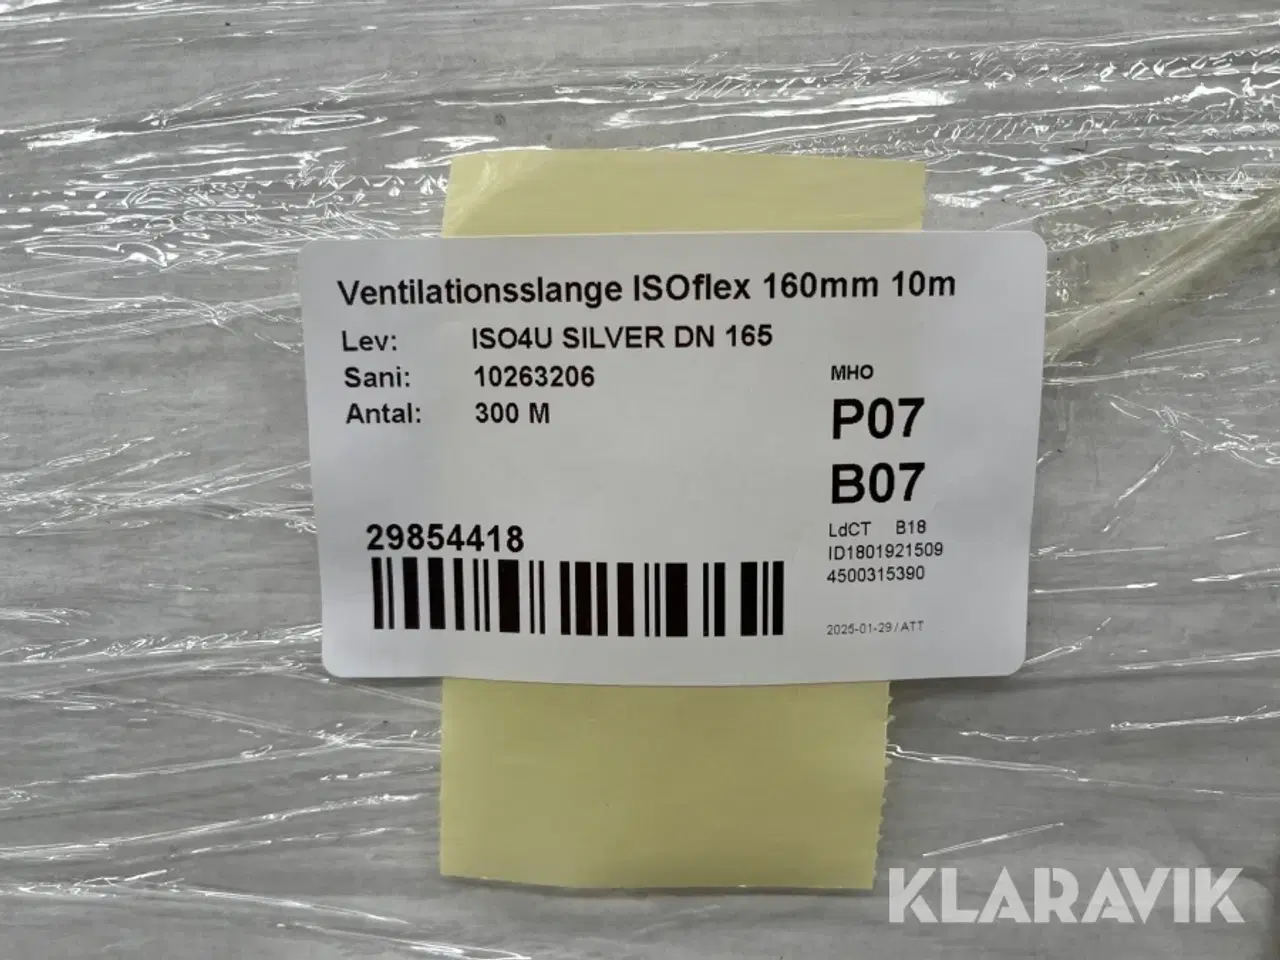 Ventilationsslange ISOflex 160mm 10m
Lev: ISO4U SILVER DN 165
Sani: 10263206
Antal: 300 M
MHO
P07
B07
LdCT B18
ID1801921509
4500315390
2025-01-29/ATT
29854418
KLARAVIK